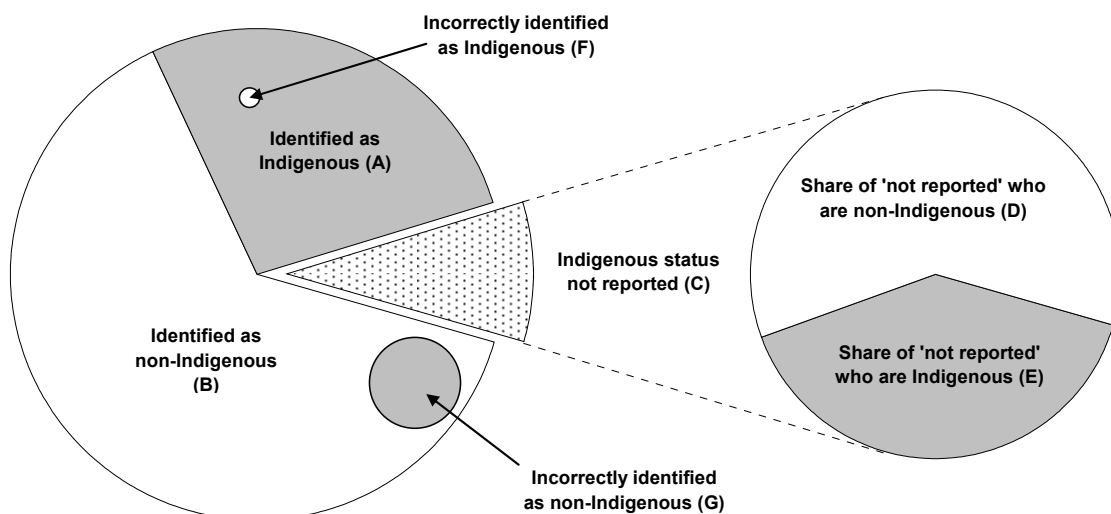 Incorrectly identified
as Indigenous (F)
Identified as
Indigenous (A)
Share of 'not reported' who
are non-Indigenous (D)
Indigenous status
not reported (C)
Identified as
non-Indigenous
(B)
Share of 'not reported'
who are Indigenous (E)
Incorrectly identified
as non-Indigenous (G)